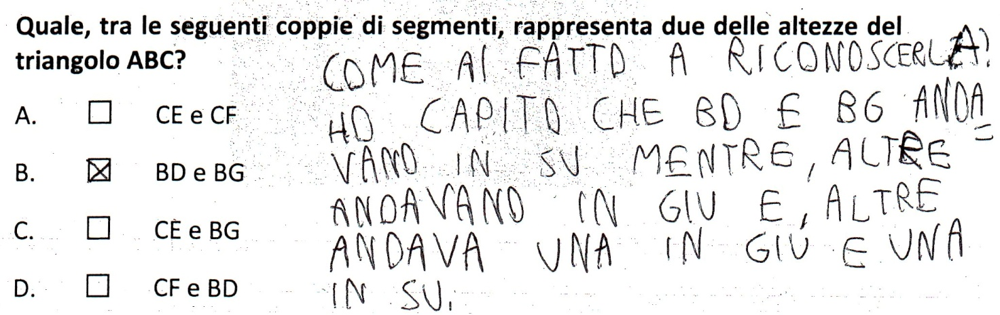 Quale, tra le seguenti coppie di segmenti, rappresenta due delle altezze del
triangolo ABC?
A. ☐ CE e CF
B. ☒ BD e BG
C. ☐ CE e BG
D. ☐ CF e BD
COME AI FATTO A RICONOSCERLA?
HO CAPITO CHE BD E BG ANDA
VANO IN SU MENTRE, ALTRE
ANDAVANO IN GIU E, ALTRE
ANDAVA UNA IN GIÙ E UNA
IN SU.